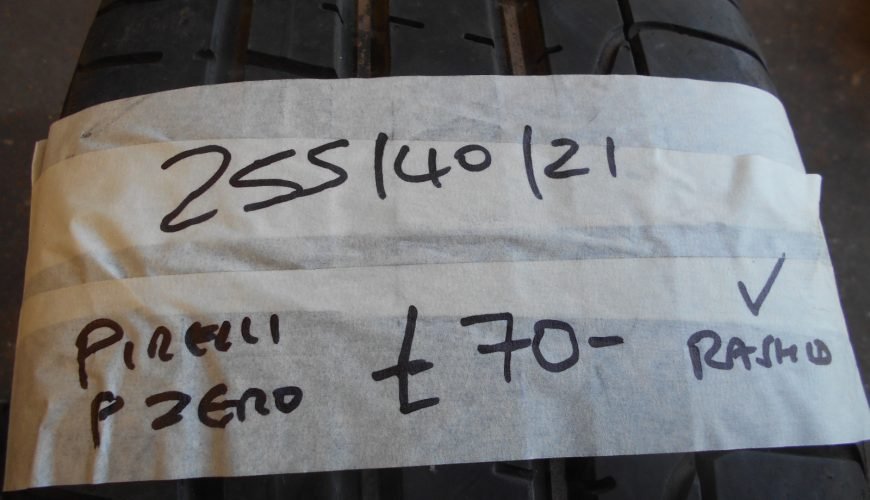 255/40/21
PIRELLI
P ZERO
£70-
✓
RASHID